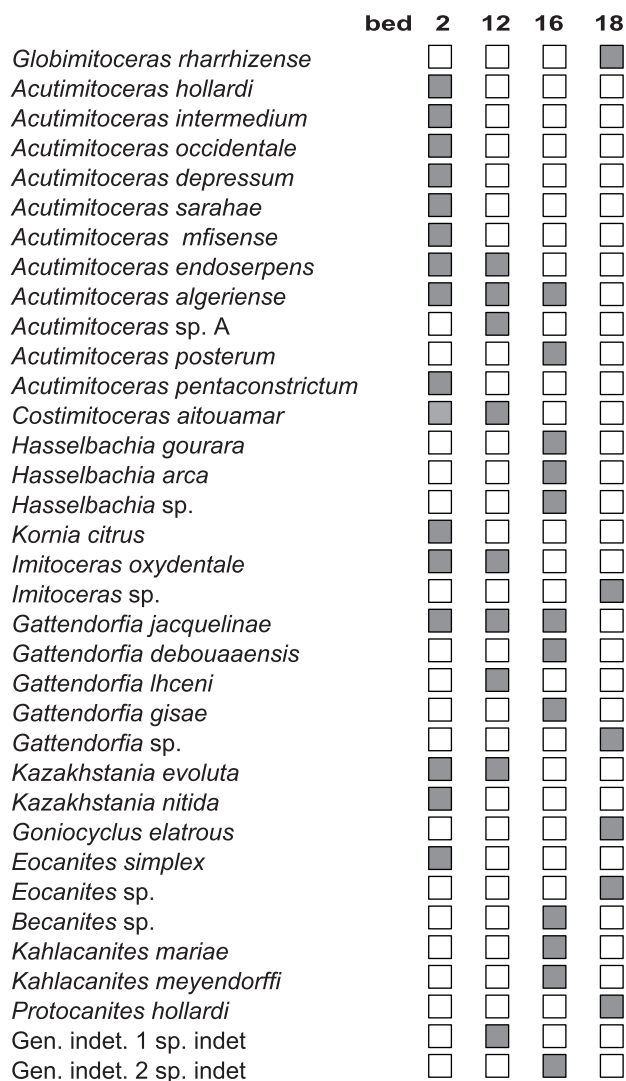 bed 2 12 16 18
Globimitoceras rharrhizense
Acutimitoceras hollardi
Acutimitoceras intermedium
Acutimitoceras occidentale
Acutimitoceras depressum
Acutimitoceras sarahae
Acutimitoceras mfisense
Acutimitoceras endoserpens
Acutimitoceras algeriense
Acutimitoceras sp. A
Acutimitoceras posterum
Acutimitoceras pentaconstrictum
Costimitoceras aitouamar
Hasselbachia gourara
Hasselbachia arca
Hasselbachia sp.
Kornia citrus
Imitoceras oxydentale
Imitoceras sp.
Gattendorfia jacquelinae
Gattendorfia debouaaensis
Gattendorfia lhceni
Gattendorfia gisae
Gattendorfia sp.
Kazakhstania evoluta
Kazakhstania nitida
Goniocyclus elatrous
Eocanites simplex
Eocanites sp.
Becanites sp.
Kahlacanites mariae
Kahlacanites meyendorffi
Protocanites hollardi
Gen. indet. 1 sp. indet
Gen. indet. 2 sp. indet